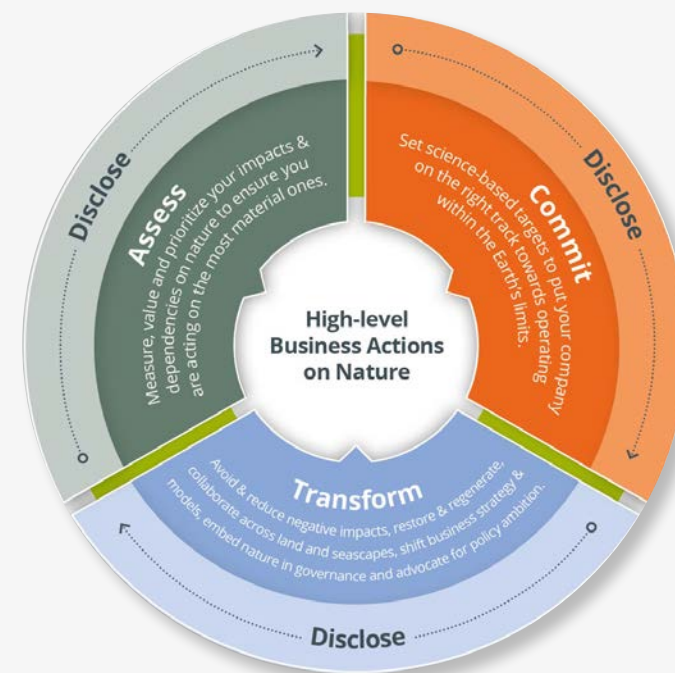 High-level
Business Actions
on Nature
Disclose
Assess
Measure, value and prioritize your impacts &
dependencies on nature to ensure you
are acting on the most material ones.
Disclose
Commit
Set science-based targets to put your company
on the right track towards operating
within the Earth's limits.
Transform
Avoid & reduce negative impacts, restore & regenerate,
collaborate across land and seascapes, shift business strategy &
models, embed nature in governance and advocate for policy ambition.
Disclose